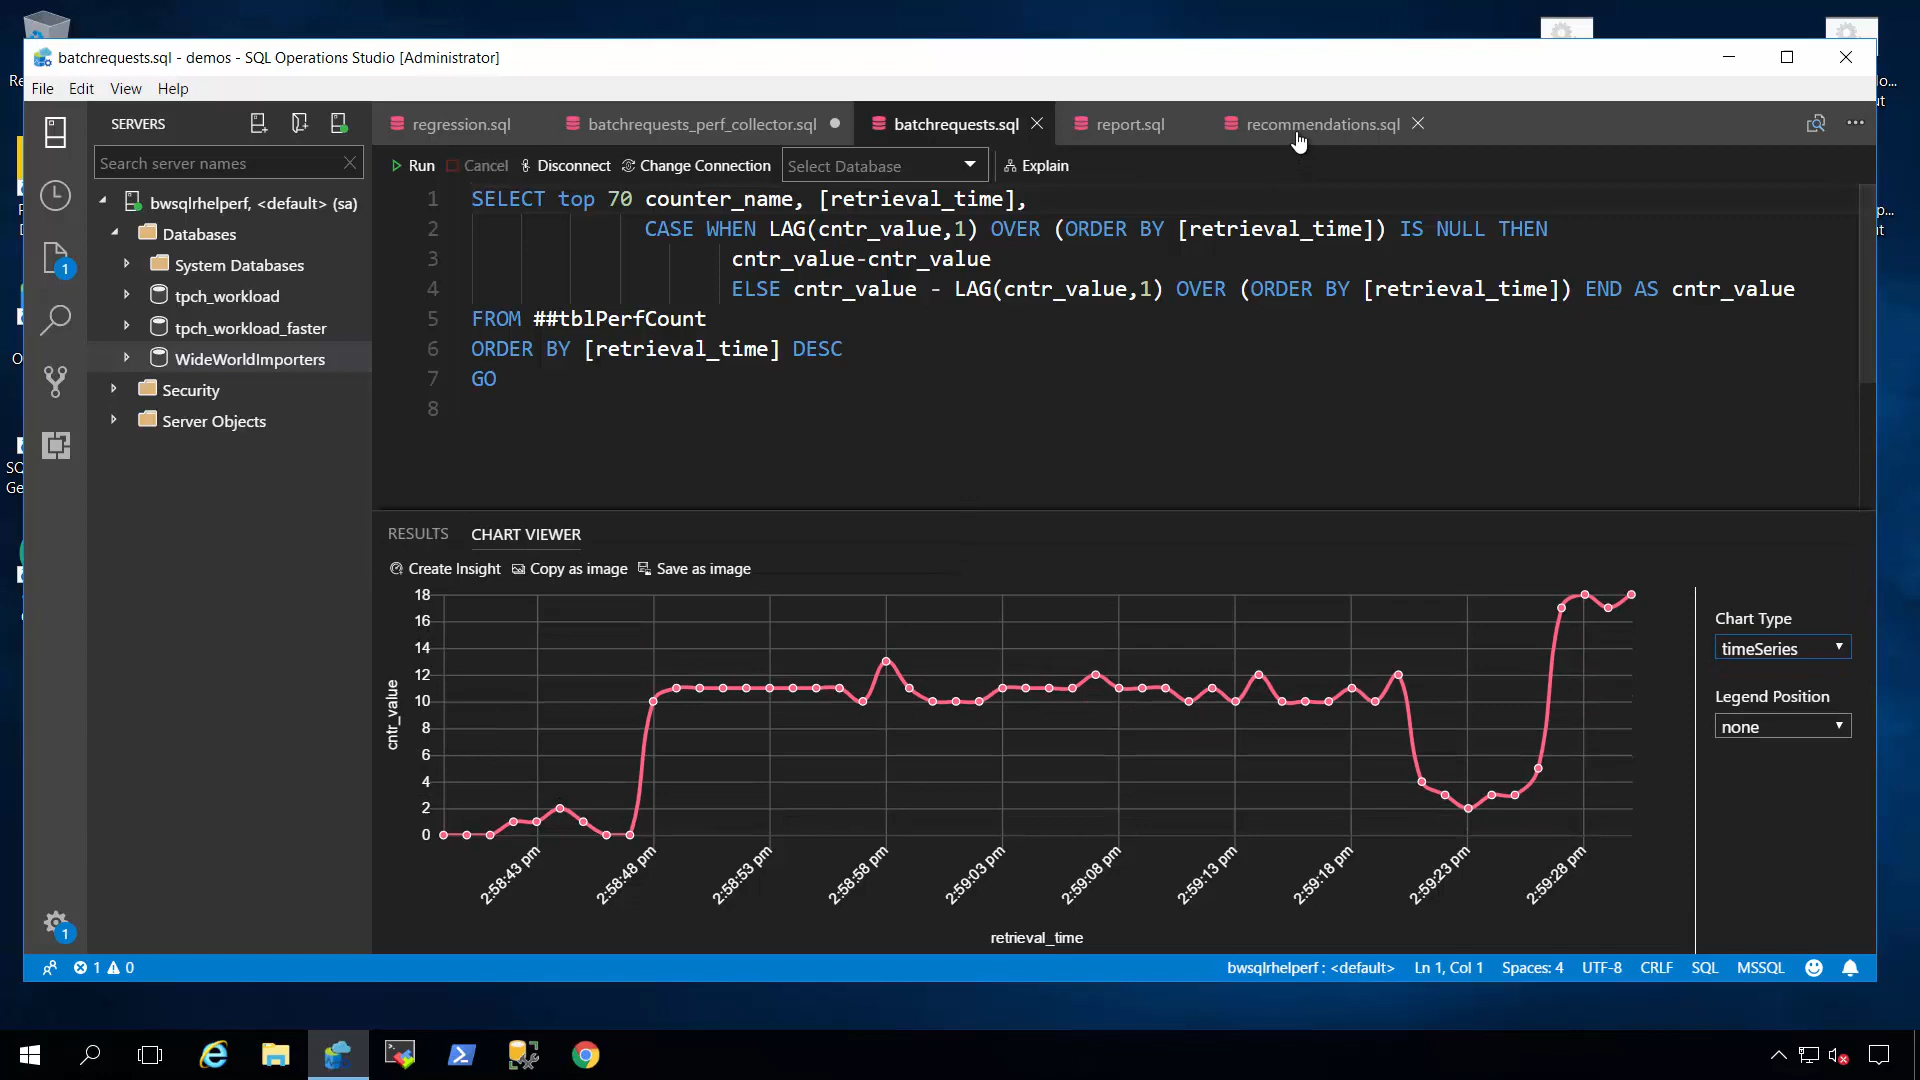 batchrequests.sql - demos - SQL Operations Studio [Administrator]
File Edit View Help
SERVERS
Search server names
bwsqlrhelperf, <default> (sa)
Databases
System Databases
tpch_workload
tpch_workload_faster
WideWorldImporters
Security
Server Objects
1
1
regression.sql batchrequests_perf_collector.sql batchrequests.sql report.sql recommendations.sql
Run Cancel Disconnect Change Connection Select Database Explain
1 SELECT top 70 counter_name, [retrieval_time],
2 CASE WHEN LAG(cntr_value,1) OVER (ORDER BY [retrieval_time]) IS NULL THEN
3 cntr_value-cntr_value
4 ELSE cntr_value - LAG(cntr_value,1) OVER (ORDER BY [retrieval_time]) END AS cntr_value
5 FROM ##tblPerfCount
6 ORDER BY [retrieval_time] DESC
7 GO
8
RESULTS CHART VIEWER
Create Insight Copy as image Save as image
18
16
14
12
10
8
6
4
2
0
cntr_value
2:58:43 pm 2:58:48 pm 2:58:53 pm 2:58:58 pm 2:59:03 pm 2:59:08 pm 2:59:13 pm 2:59:18 pm 2:59:23 pm 2:59:28 pm
retrieval_time
Chart Type
timeSeries
Legend Position
none
1 0
bwsqlrhelperf : <default> Ln 1, Col 1 Spaces: 4 UTF-8 CRLF SQL MSSQL